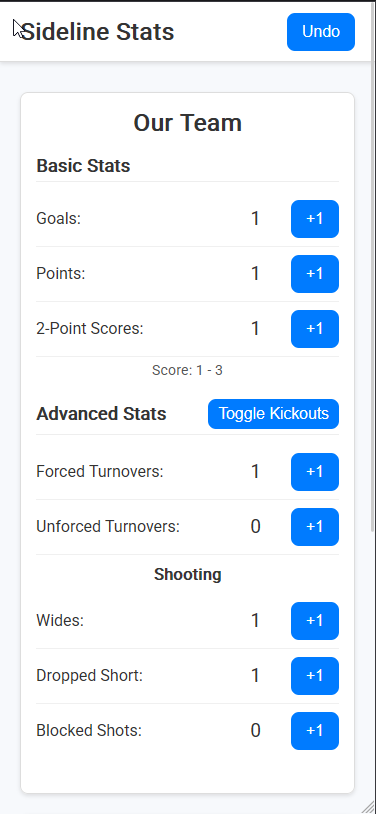 Sideline Stats Undo
Our Team
Basic Stats
Goals: 1 +1
Points: 1 +1
2-Point Scores: 1 +1
Score: 1 - 3
Advanced Stats Toggle Kickouts
Forced Turnovers: 1 +1
Unforced Turnovers: 0 +1
Shooting
Wides: 1 +1
Dropped Short: 1 +1
Blocked Shots: 0 +1